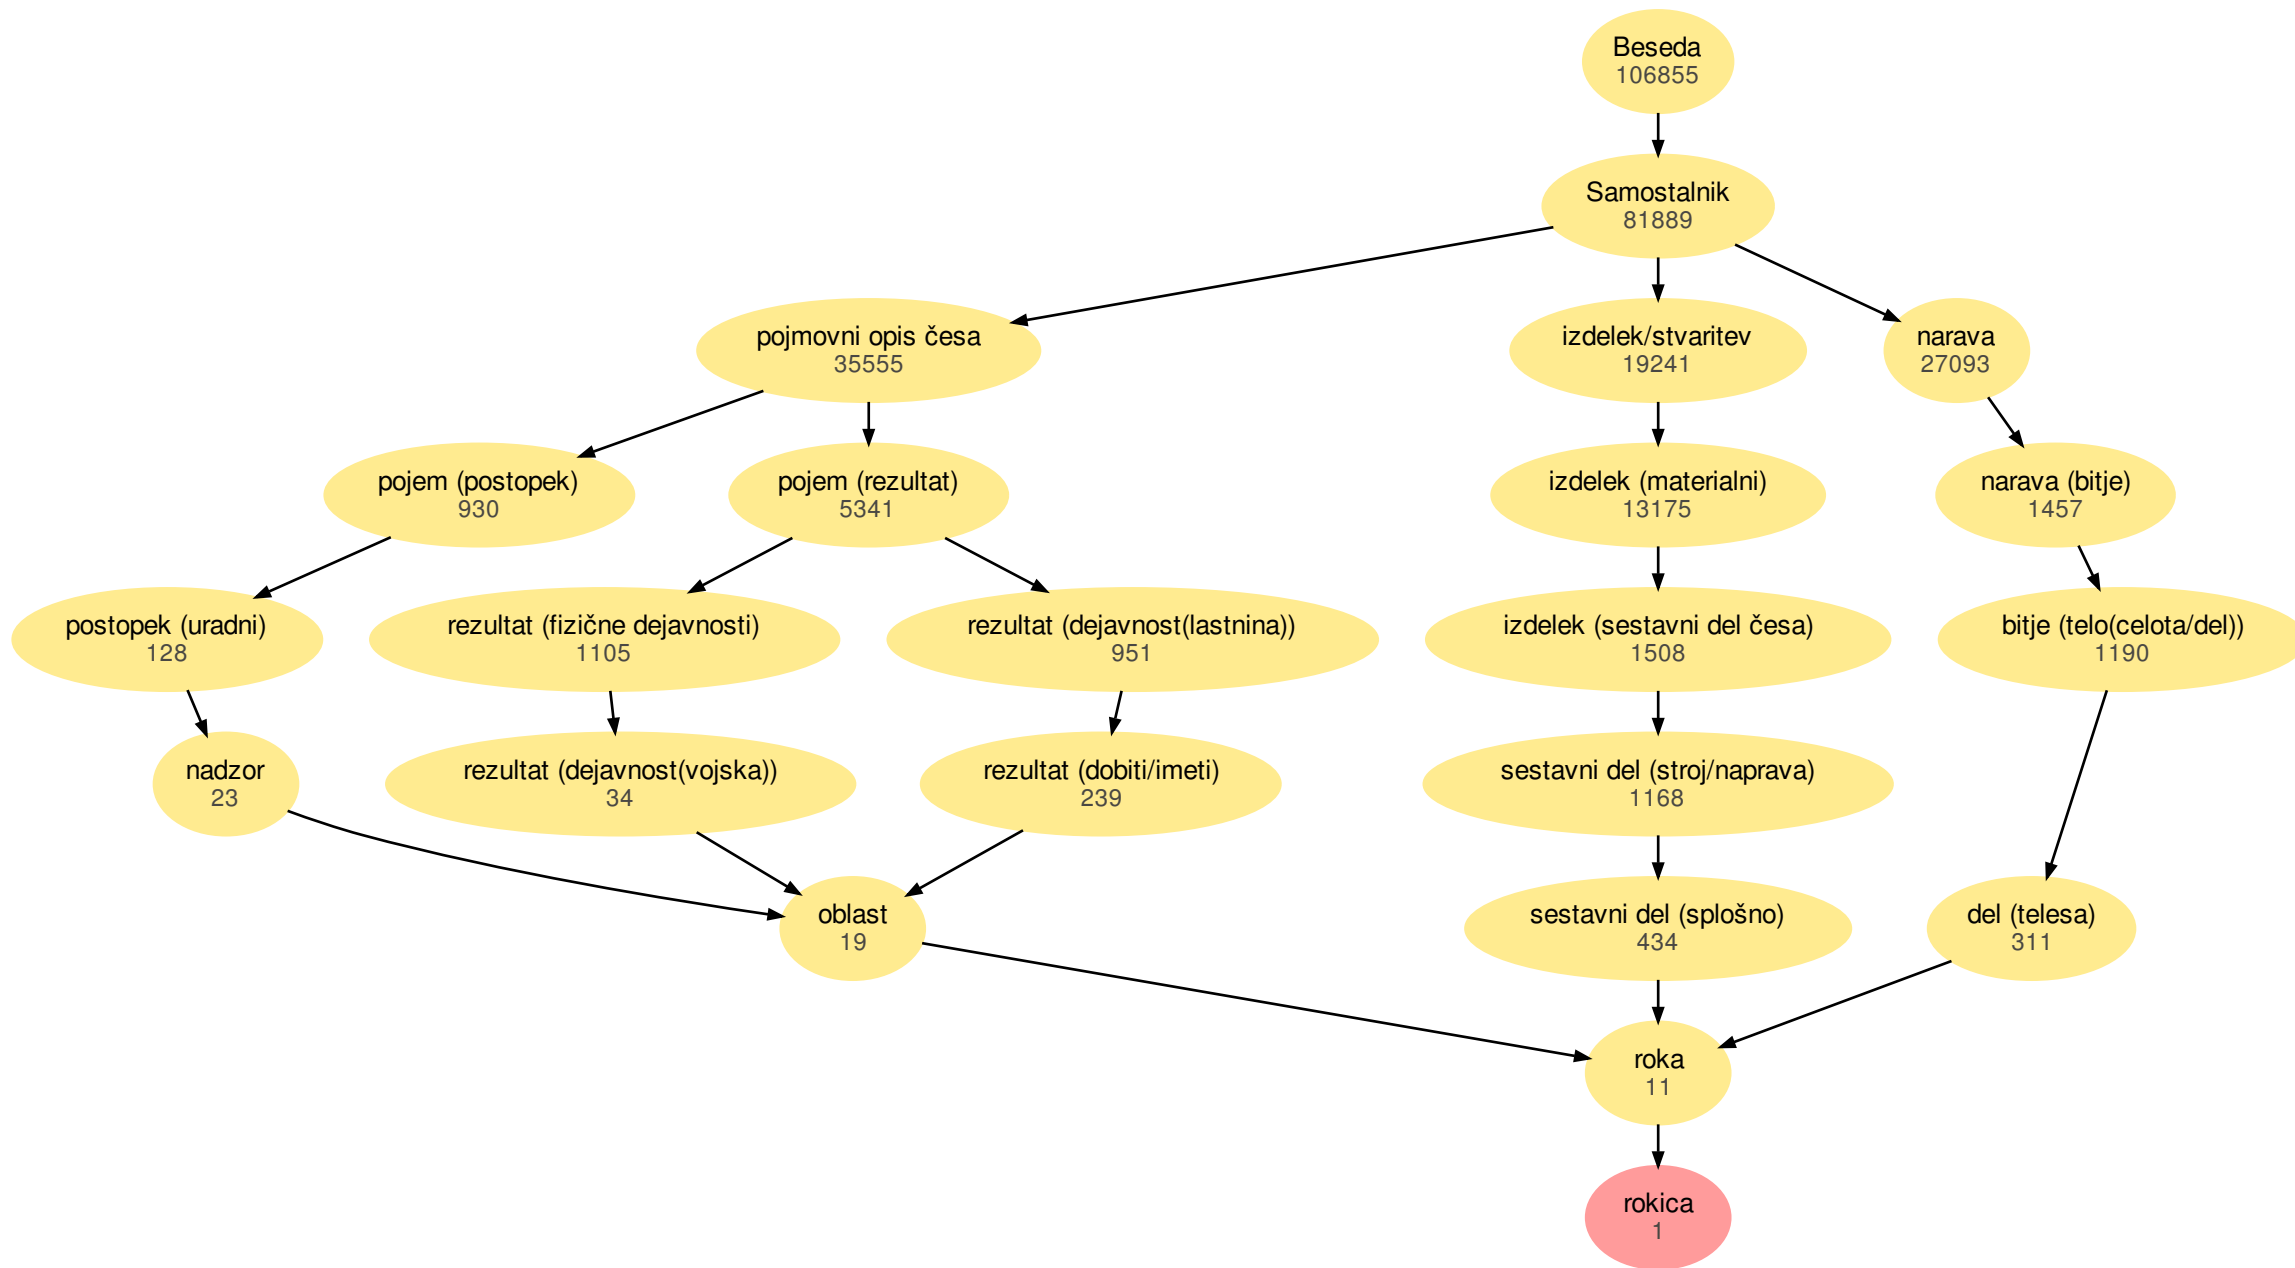 Beseda
106855
Samostalnik
81889
pojmovni opis česa
35555
izdelek/stvaritev
19241
narava
27093
pojem (postopek)
930
pojem (rezultat)
5341
izdelek (materialni)
13175
narava (bitje)
1457
postopek (uradni)
128
rezultat (fizične dejavnosti)
1105
rezultat (dejavnost(lastnina))
951
izdelek (sestavni del česa)
1508
bitje (telo(celota/del))
1190
nadzor
23
rezultat (dejavnost(vojska))
34
rezultat (dobiti/imeti)
239
sestavni del (stroj/naprava)
1168
oblast
19
sestavni del (splošno)
434
del (telesa)
311
roka
11
rokica
1